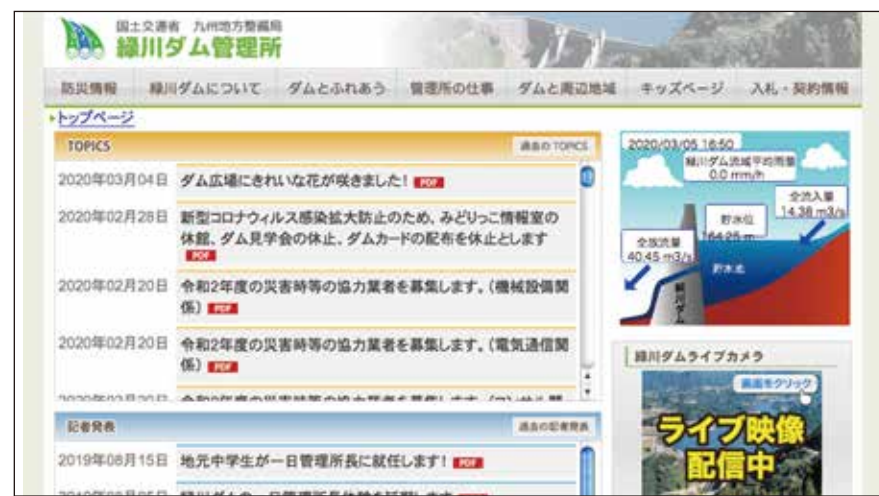 国土交通省 九州地方整備局
緑川ダム管理所
防災情報 緑川ダムについて ダムとふれあう 管理所の仕事 ダムと周辺地域 キッズページ 入札・契約情報
トップページ
TOPICS 過去のTOPICS
2020年03月04日 ダム広場にきれいな花が咲きました! PDF
2020年02月28日 新型コロナウィルス感染拡大防止のため、みどりっこ情報室の
休館、ダム見学会の休止、ダムカードの配布を休止とします
PDF
2020年02月20日 令和2年度の災害時等の協力業者を募集します。(機械設備関
係) PDF
2020年02月20日 令和2年度の災害時等の協力業者を募集します。(電気通信関
係) PDF
記者発表 過去の記者発表
2019年08月15日 地元中学生が一日管理所長に就任します! PDF
2020/03/05 16:50
緑川ダム流域平均雨量
0.0 mm/h
全流入量
14.38 m3/s
貯水位
164.25 m
全放流量
40.45 m3/s
貯水池
緑川ダム
緑川ダムライブカメラ
画面をクリック
ライブ映像
配信中